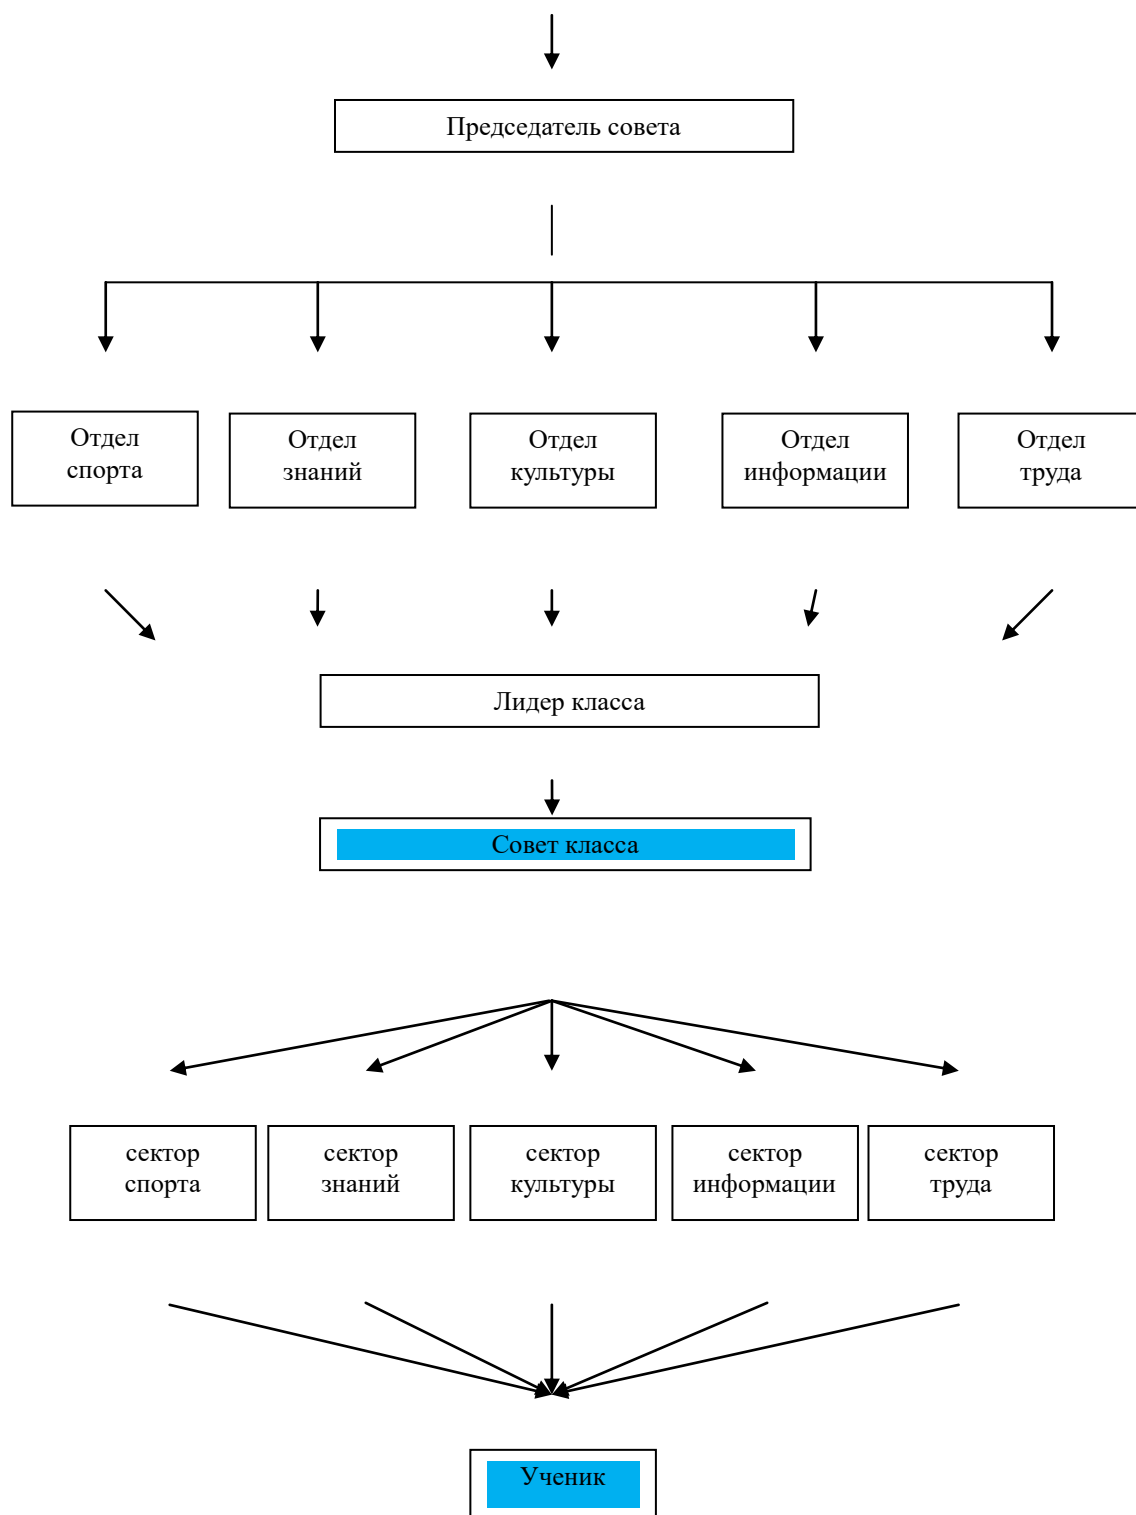 Председатель совета
Отдел
спорта
Отдел
знаний
Отдел
культуры
Отдел
информации
Отдел
труда
Лидер класса
Совет класса
сектор
спорта
сектор
знаний
сектор
культуры
сектор
информации
сектор
труда
Ученик